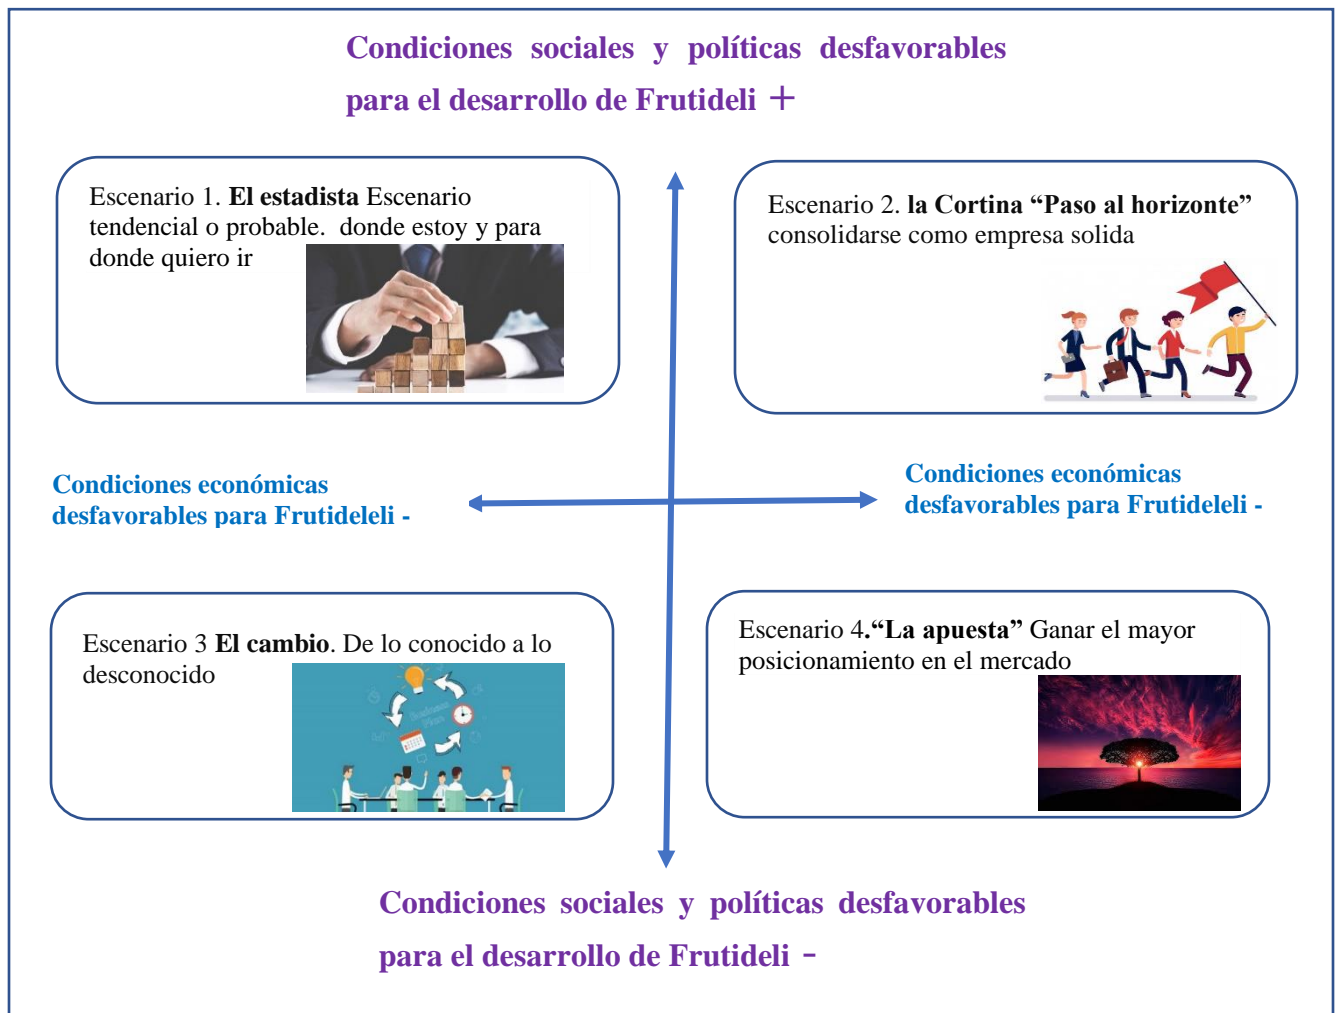 Condiciones sociales y políticas desfavorables
para el desarrollo de Frutideli +
Escenario 1. El estadista Escenario
tendencial o probable. donde estoy y para
donde quiero ir
Escenario 2. la Cortina “Paso al horizonte”
consolidarse como empresa solida
Condiciones económicas
desfavorables para Frutideleli -
Condiciones económicas
desfavorables para Frutideleli -
Escenario 3 El cambio. De lo conocido a lo
desconocido
Business
Plan
Escenario 4.“La apuesta” Ganar el mayor
posicionamiento en el mercado
Condiciones sociales y políticas desfavorables
para el desarrollo de Frutideli -